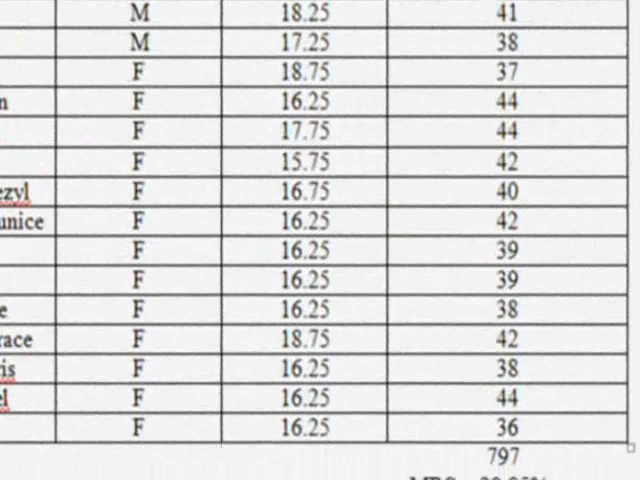 M 18.25 41
M 17.25 38
F 18.75 37
n F 16.25 44
F 17.75 44
F 15.75 42
ezyl F 16.75 40
unice F 16.25 42
F 16.25 39
F 16.25 39
e F 16.25 38
race F 18.75 42
ris F 16.25 38
el F 16.25 44
F 16.25 36
797